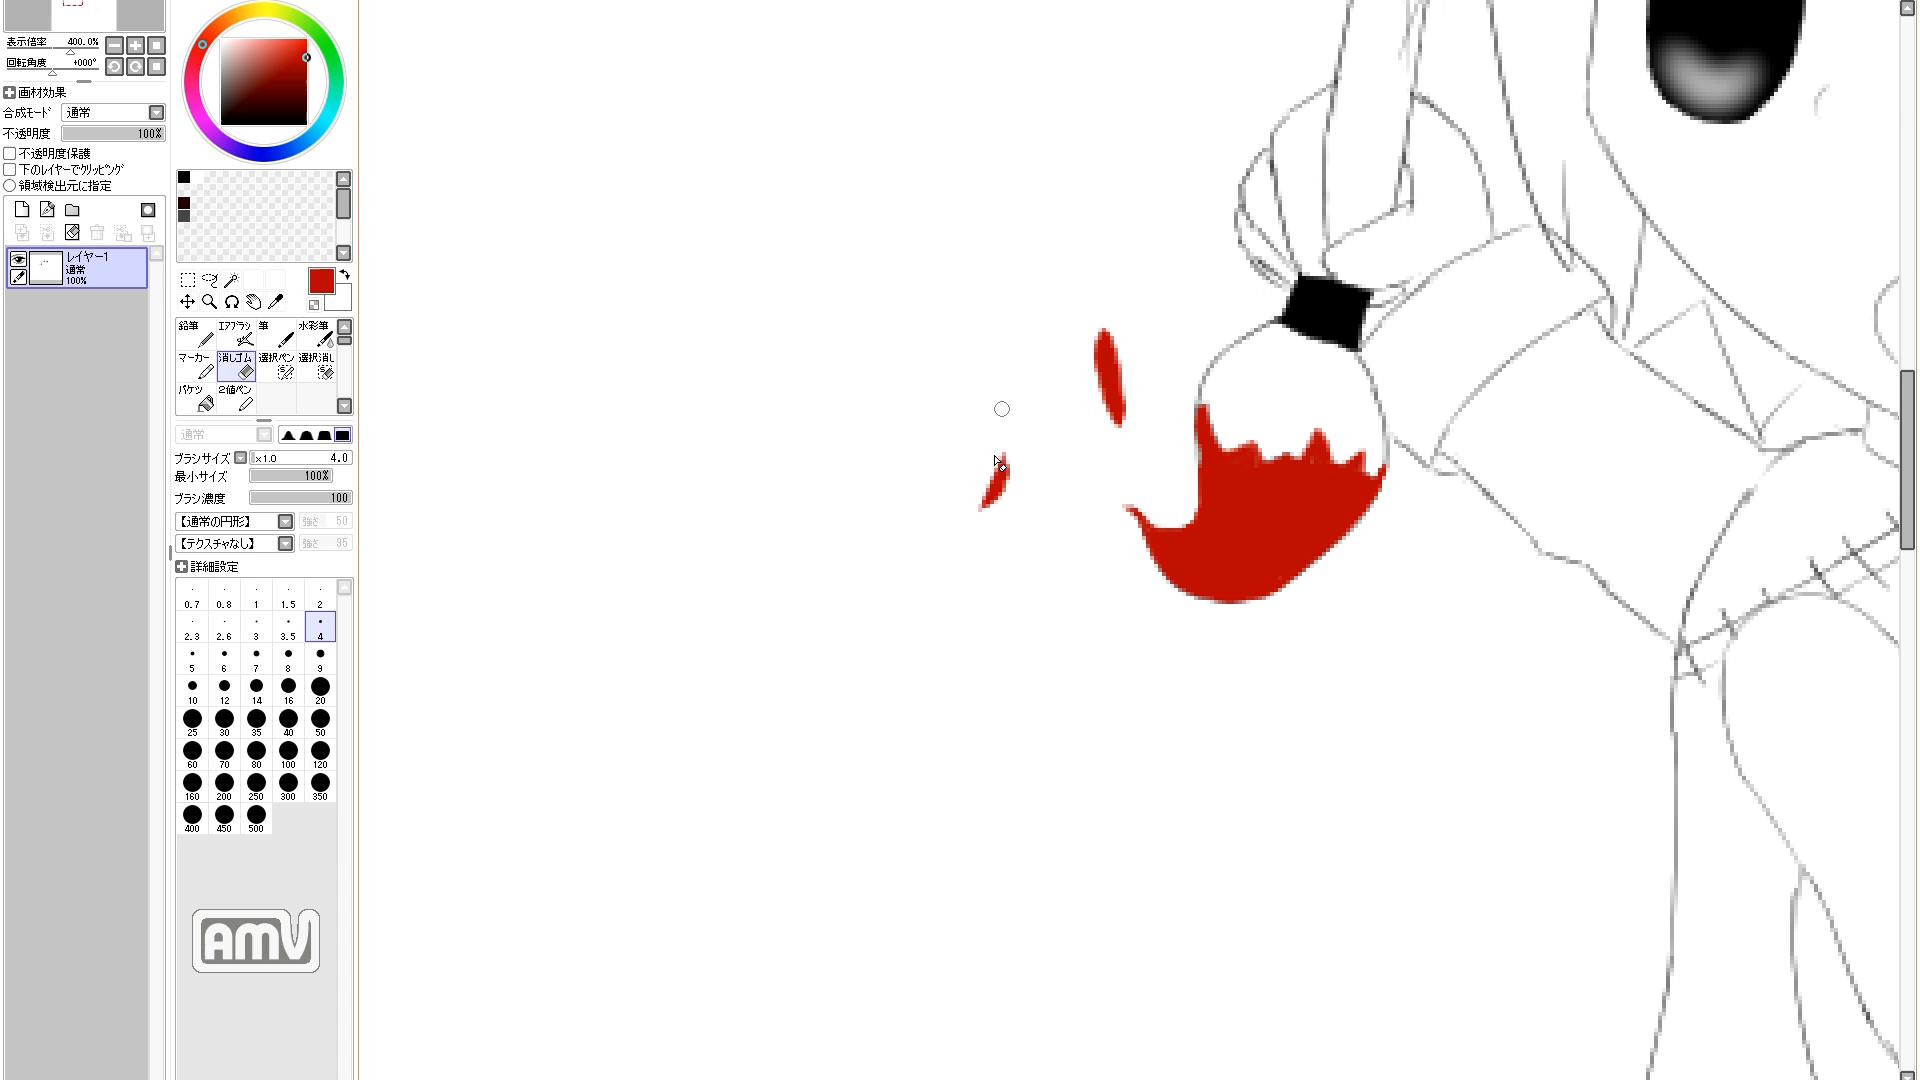 表示倍率 400.0%
回転角度 +000°
画材効果
合成モード 通常
不透明度 100%
不透明度保護
下のレイヤーでクリッピング
領域検出元に指定
レイヤー1
通常
100%
鉛筆 エアブラシ 筆 水彩筆
マーカー 消しゴム 選択ペン 選択消し
バケツ 2値ペン
通常
ブラシサイズ ×1.0 4.0
最小サイズ 100%
ブラシ濃度 100
【通常の円形】 強さ 50
【テクスチャなし】 強さ 95
詳細設定
0.7 0.8 1 1.5 2
2.3 2.6 3 3.5 4
5 6 7 8 9
10 12 14 16 20
25 30 35 40 50
60 70 80 100 120
160 200 250 300 350
400 450 500
AMV